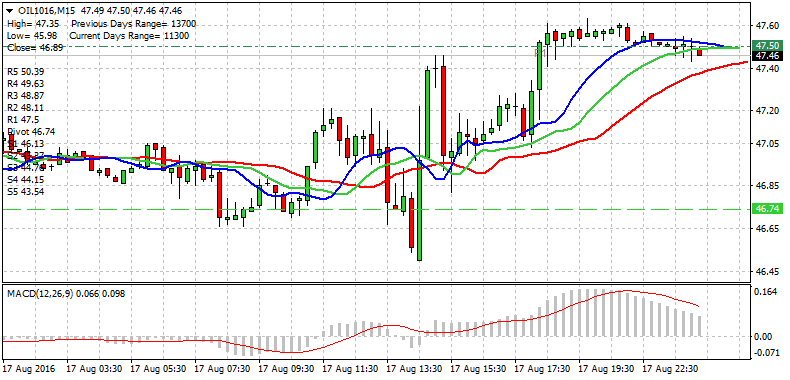 OIL1016,M15 47.49 47.50 47.46 47.46
High= 47.35 Previous Days Range= 13700
Low= 45.98 Current Days Range= 11300
Close= 46.89
R5 50.39
R4 49.63
R3 48.87
R2 48.11
R1 47.5
Pivot 46.74
S1 46.13
S4 44.15
S5 43.54
47.60
47.50
47.46
47.40
47.20
47.05
46.85
46.74
46.65
46.45
MACD(12,26,9) 0.066 0.098
0.164
0.00
-0.071
17 Aug 2016 17 Aug 03:30 17 Aug 05:30 17 Aug 07:30 17 Aug 09:30 17 Aug 11:30 17 Aug 13:30 17 Aug 15:30 17 Aug 17:30 17 Aug 19:30 17 Aug 22:30